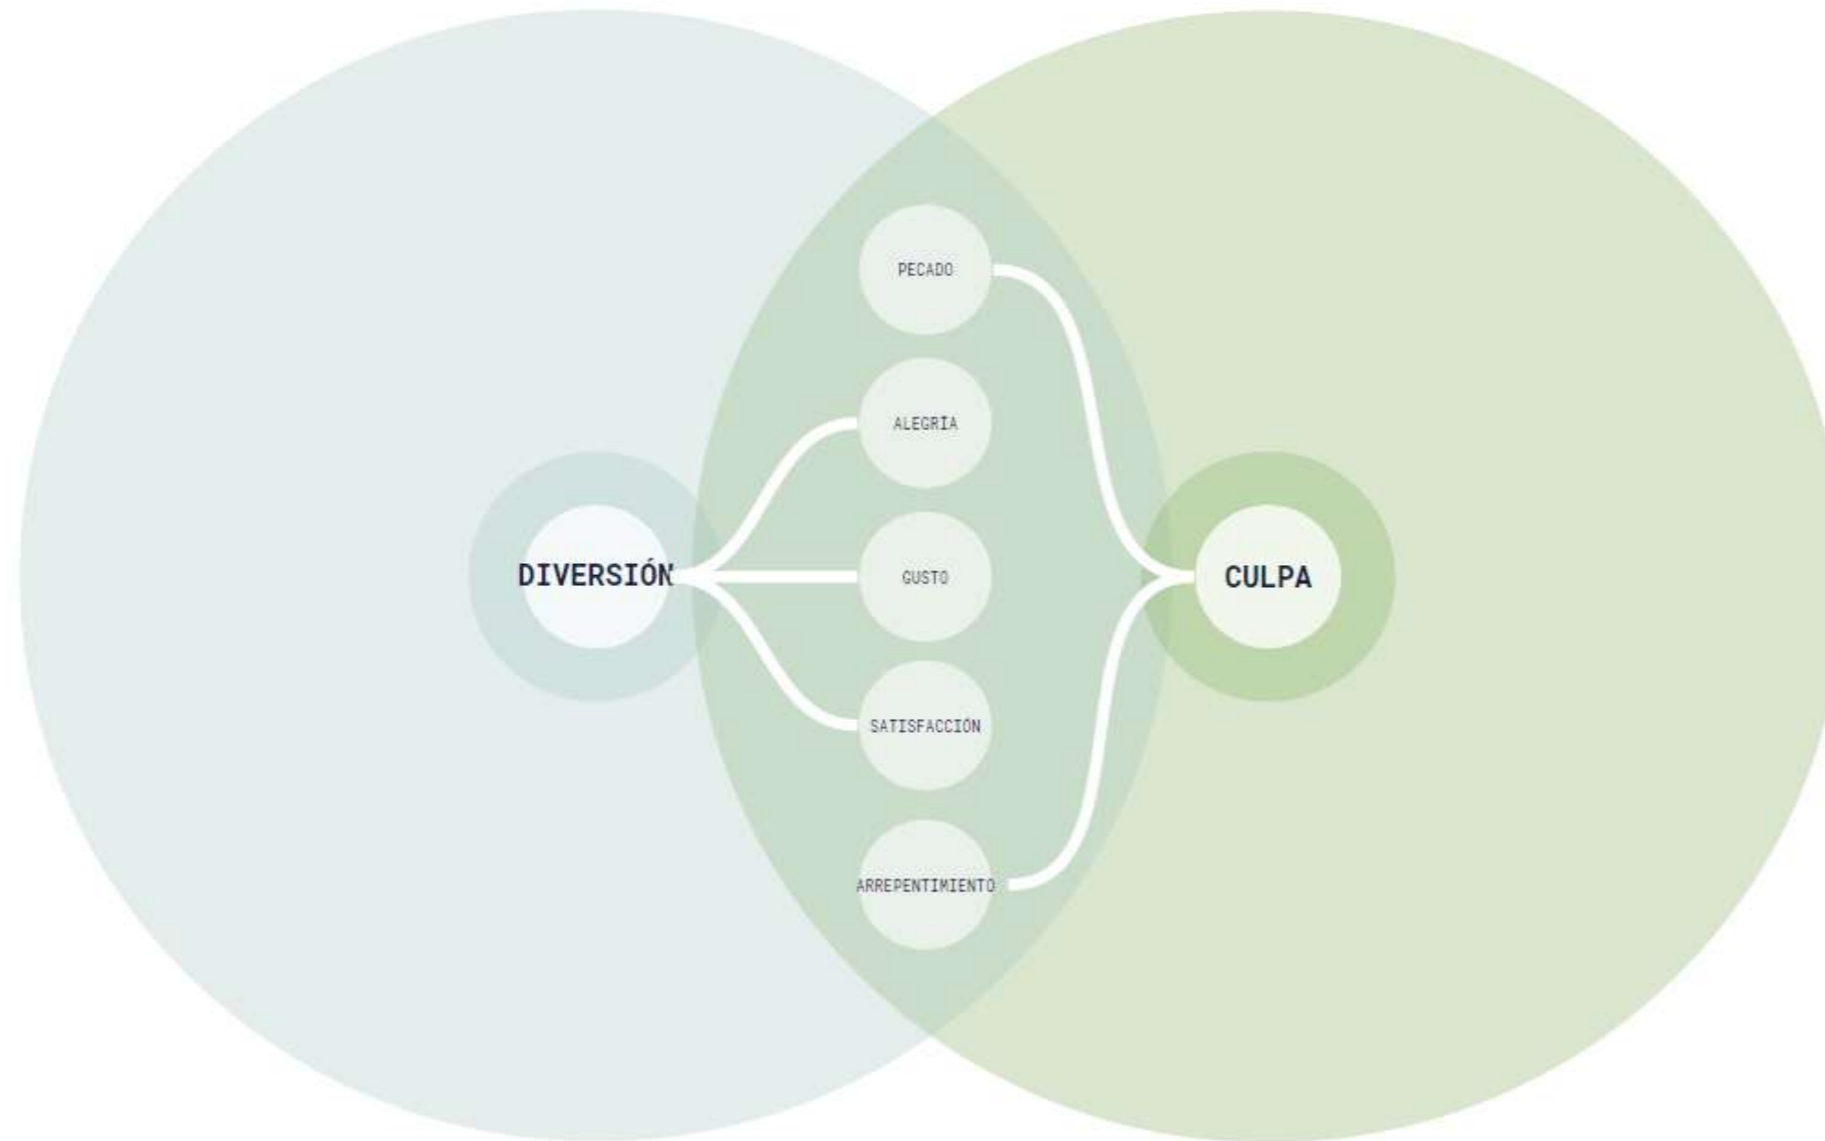 PECADO
ALEGRÍA
DIVERSIÓN
GUSTO
CULPA
SATISFACCIÓN
ARREPENTIMIENTO